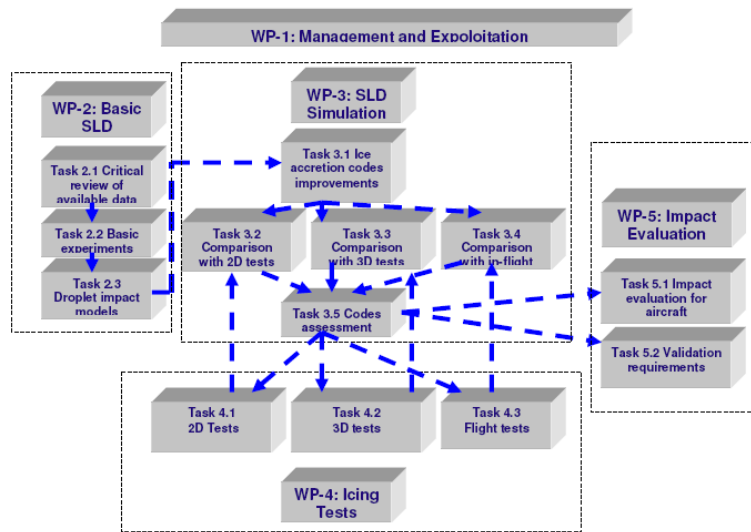 WP-1: Management and Exploitation
WP-2: Basic
SLD
Task 2.1 Critical
review of
available data
Task 2.2 Basic
experiments
Task 2.3
Droplet impact
models
WP-3: SLD
Simulation
Task 3.1 Ice
accretion codes
improvements
Task 3.2
Comparison
with 2D tests
Task 3.3
Comparison
with 3D tests
Task 3.4
Comparison
with in-flight
Task 3.5 Codes
assessment
WP-5: Impact
Evaluation
Task 5.1 Impact
evaluation for
aircraft
Task 5.2 Validation
requirements
Task 4.1
2D Tests
Task 4.2
3D tests
Task 4.3
Flight tests
WP-4: Icing
Tests